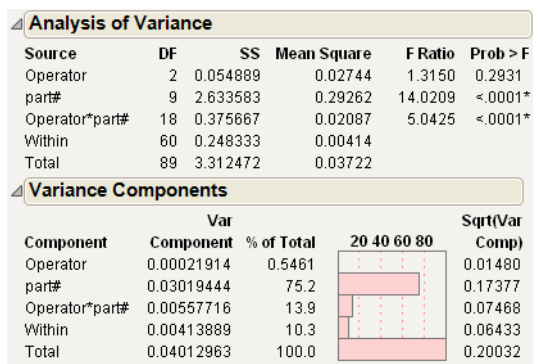 Analysis of Variance
Source DF SS Mean Square F Ratio Prob > F
Operator 2 0.054889 0.02744 1.3150 0.2931
part# 9 2.633583 0.29262 14.0209 <.0001*
Operator*part# 18 0.375667 0.02087 5.0425 <.0001*
Within 60 0.248333 0.00414
Total 89 3.312472 0.03722
Variance Components
Var Sqrt(Var
Component Component % of Total 20 40 60 80 Comp)
Operator 0.00021914 0.5461 0.01480
part# 0.03019444 75.2 0.17377
Operator*part# 0.00557716 13.9 0.07468
Within 0.00413889 10.3 0.06433
Total 0.04012963 100.0 0.20032